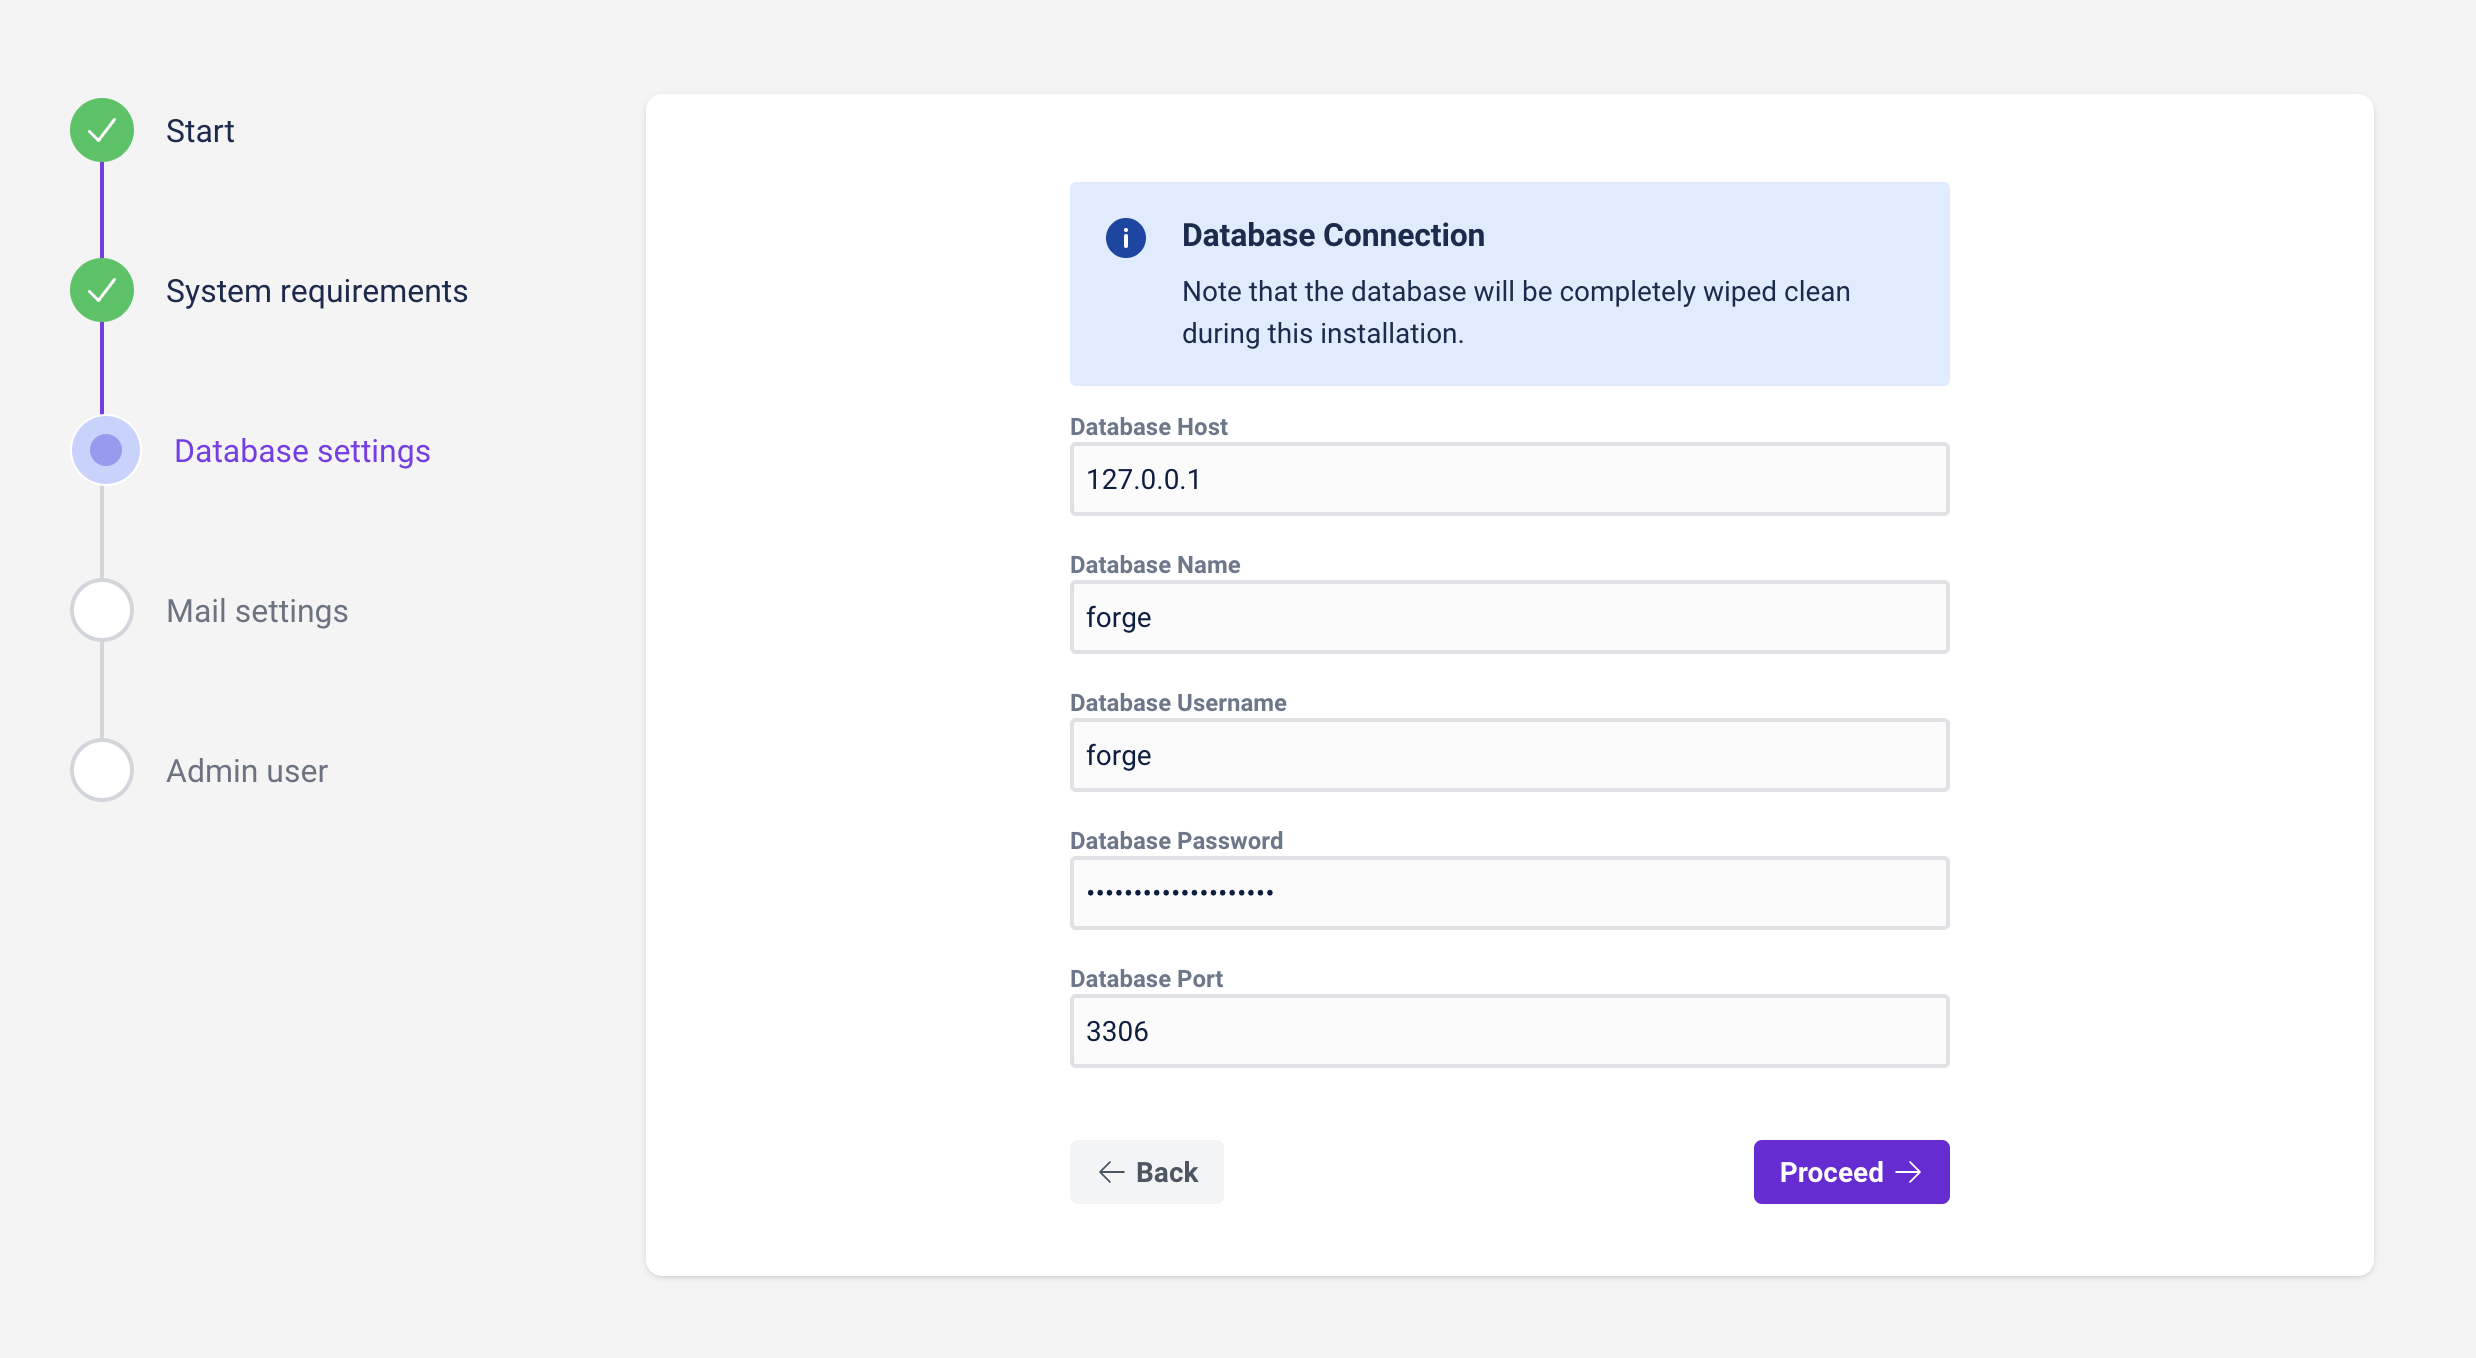 Start
System requirements
Database settings
Mail settings
Admin user
Database Connection
Note that the database will be completely wiped clean
during this installation.
Database Host
127.0.0.1
Database Name
forge
Database Username
forge
Database Password
••••••••••••••••••••
Database Port
3306
Back
Proceed